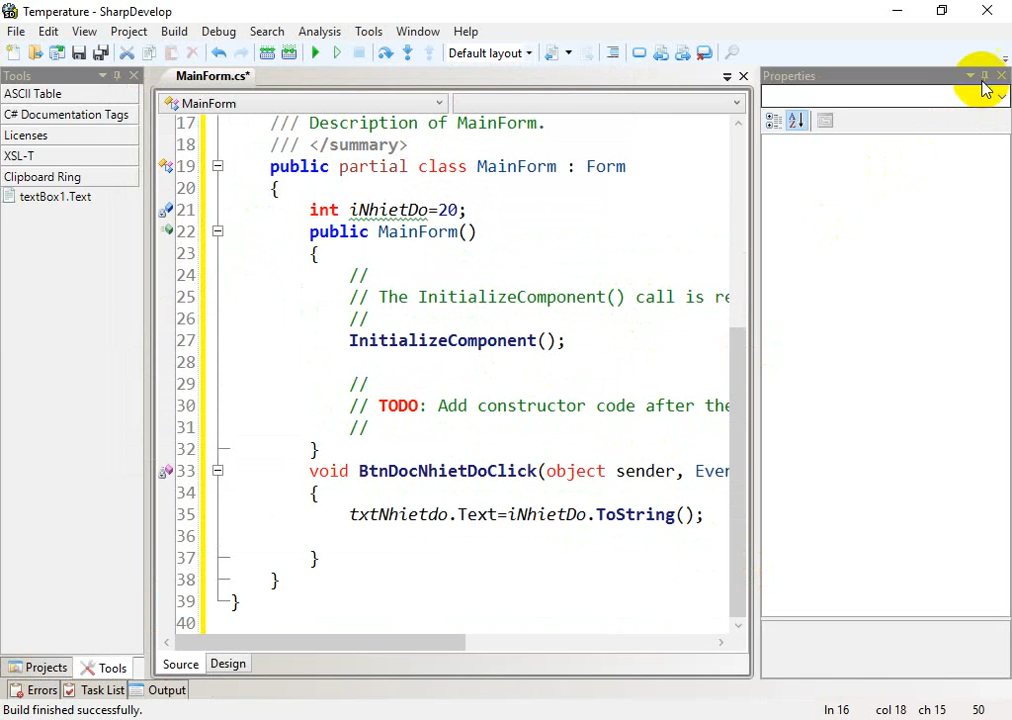 Temperature - SharpDevelop
File Edit View Project Build Debug Search Analysis Tools Window Help
Default layout
Tools
MainForm.cs*
Properties
ASCII Table
C# Documentation Tags
Licenses
XSL-T
Clipboard Ring
textBox1.Text
MainForm
17 /// Description of MainForm.
18 /// </summary>
19 public partial class MainForm : Form
20 {
21 int iNhietDo=20;
22 public MainForm()
23 {
24 //
25 // The InitializeComponent() call is re
26 //
27 InitializeComponent();
28
29 //
30 // TODO: Add constructor code after the
31 //
32 }
33 void BtnDocNhietDoClick(object sender, Even
34 {
35 txtNhietdo.Text=iNhietDo.ToString();
36
37 }
38 }
39 }
40
Source Design
Projects Tools
Errors Task List Output
Build finished successfully.
ln 16 col 18 ch 15 50